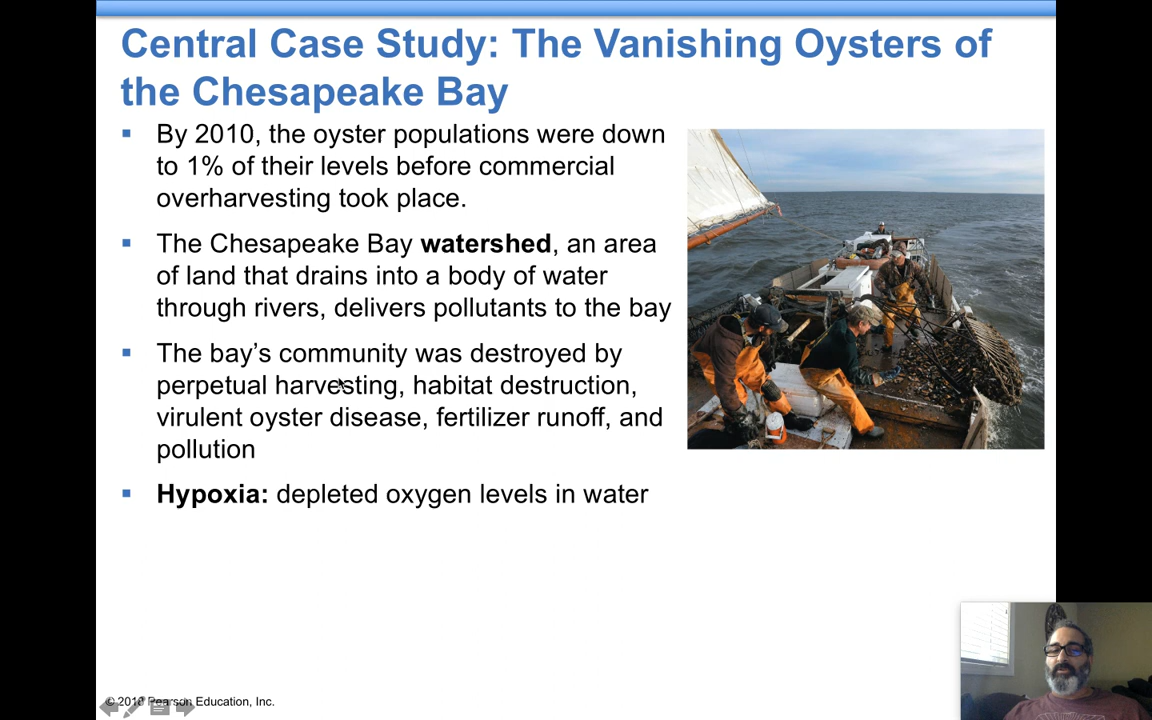 Central Case Study: The Vanishing Oysters of
the Chesapeake Bay
▪ By 2010, the oyster populations were down
to 1% of their levels before commercial
overharvesting took place.
▪ The Chesapeake Bay watershed, an area
of land that drains into a body of water
through rivers, delivers pollutants to the bay
▪ The bay’s community was destroyed by
perpetual harvesting, habitat destruction,
virulent oyster disease, fertilizer runoff, and
pollution
▪ Hypoxia: depleted oxygen levels in water
© 2018 Pearson Education, Inc.